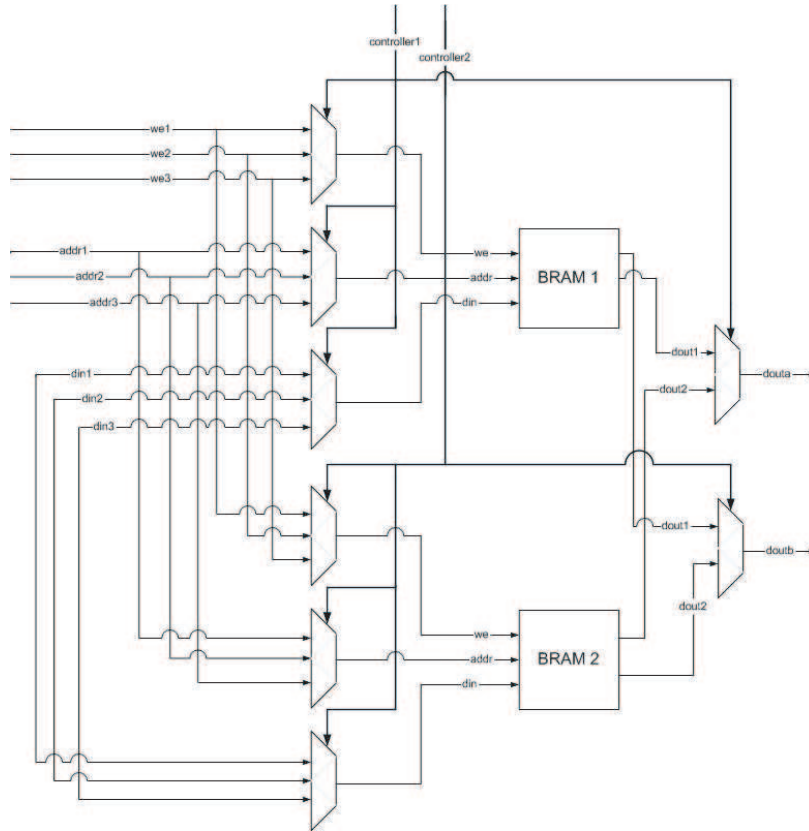 controller1
controller2
we1
we2
we3
addr1
addr2
addr3
we
addr
din
BRAM 1
din1
din2
din3
dout1
dout2
douta
dout1
doutb
dout2
we
addr
din
BRAM 2